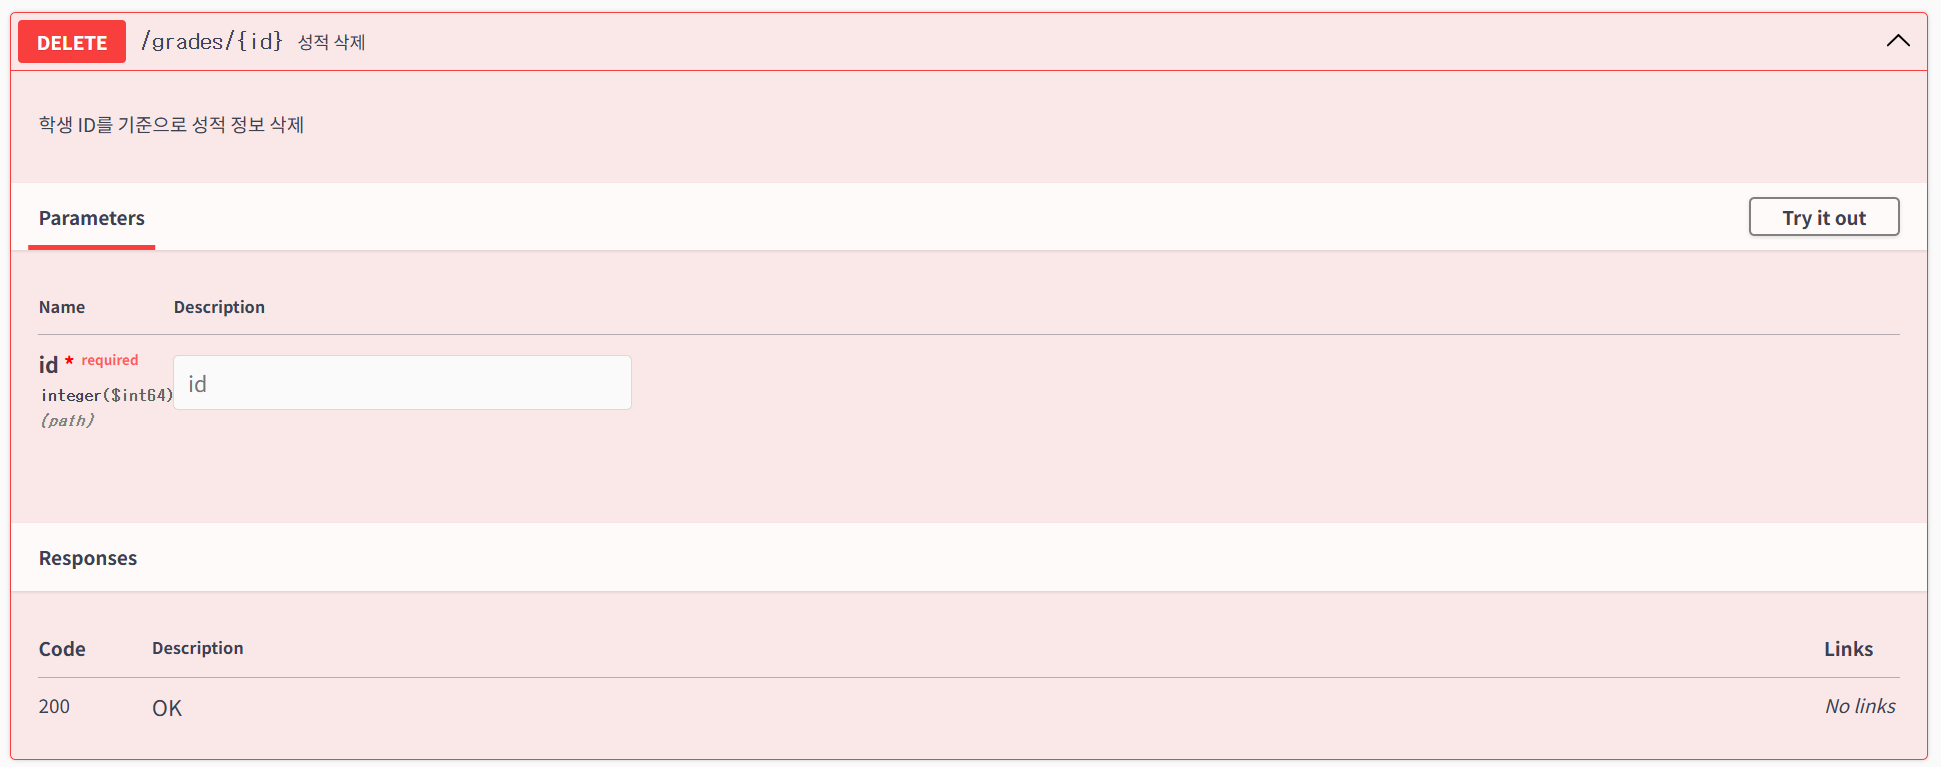 DELETE /grades/{id} 성적 삭제
학생 ID를 기준으로 성적 정보 삭제
Parameters
Try it out
Name Description
id * required
integer($int64)
(path)
id
Responses
Code Description Links
200 OK No links